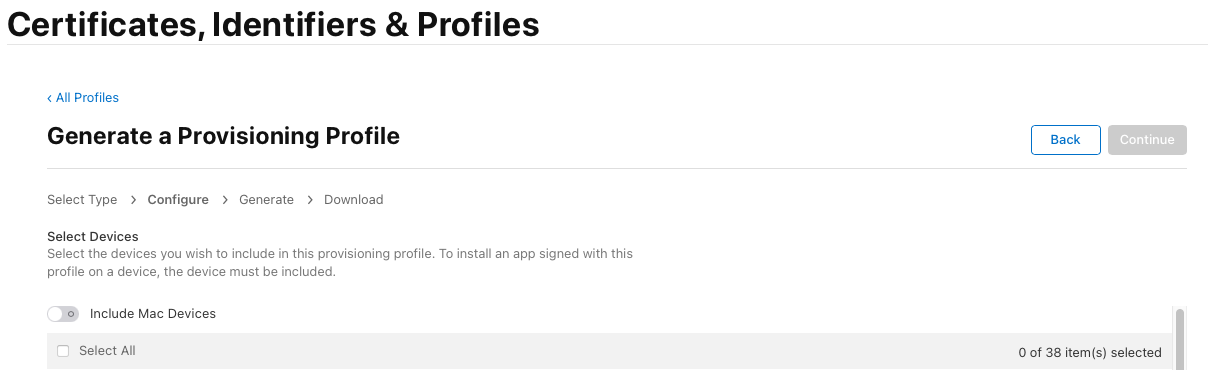 Certificates, Identifiers & Profiles
‹ All Profiles
Generate a Provisioning Profile
Back
Continue
Select Type > Configure > Generate > Download
Select Devices
Select the devices you wish to include in this provisioning profile. To install an app signed with this
profile on a device, the device must be included.
Include Mac Devices
Select All
0 of 38 item(s) selected